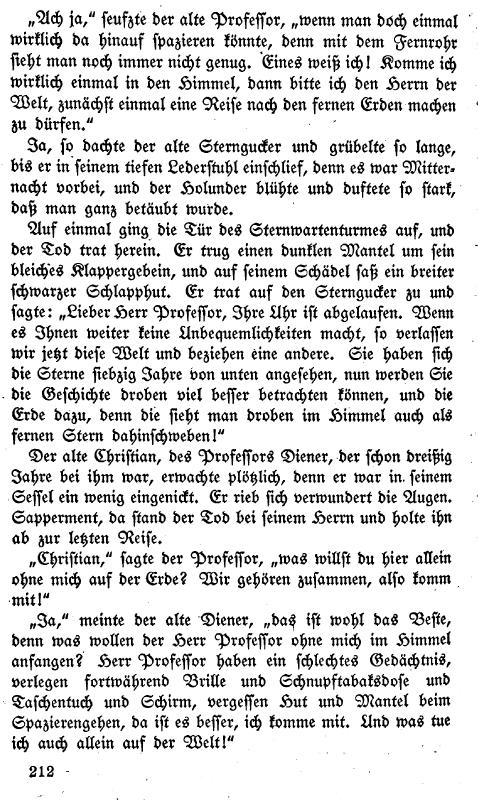 „Ach ja,“ seufzte der alte Professor, „wenn man doch einmal
wirklich da hinauf spazieren könnte, denn mit dem Fernrohr
sieht man noch immer nicht genug. Eines weiß ich! Komme ich
wirklich einmal in den Himmel, dann bitte ich den Herrn der
Welt, zunächst einmal eine Reise nach den fernen Erden machen
zu dürfen.“
Ja, so dachte der alte Sterngucker und grübelte so lange,
bis er in seinem tiefen Lederstuhl einschlief, denn es war Mitter-
nacht vorbei, und der Holunder blühte und duftete so stark,
daß man ganz betäubt wurde.
Auf einmal ging die Tür des Sternwartenturmes auf, und
der Tod trat herein. Er trug einen dunklen Mantel um sein
bleiches Klappergebein, und auf seinem Schädel saß ein breiter
schwarzer Schlapphut. Er trat auf den Sterngucker zu und
sagte: „Lieber Herr Professor, Ihre Uhr ist abgelaufen. Wenn
es Ihnen weiter keine Unbequemlichkeiten macht, so verlassen
wir jetzt diese Welt und beziehen eine andere. Sie haben sich
die Sterne siebzig Jahre von unten angesehen, nun werden Sie
die Geschichte droben viel besser betrachten können, und die
Erde dazu, denn die sieht man droben im Himmel auch als
fernen Stern dahinschweben!“
Der alte Christian, des Professors Diener, der schon dreißig
Jahre bei ihm war, erwachte plötzlich, denn er war in seinem
Sessel ein wenig eingenickt. Er rieb sich verwundert die Augen.
Sapperment, da stand der Tod bei seinem Herrn und holte ihn
ab zur letzten Reise.
„Christian,“ sagte der Professor, „was willst du hier allein
ohne mich auf der Erde? Wir gehören zusammen, also komm
mit!“
„Ja,“ meinte der alte Diener, „das ist wohl das Beste,
denn was wollen der Herr Professor ohne mich im Himmel
anfangen? Herr Professor haben ein schlechtes Gedächtnis,
verlegen fortwährend Brille und Schnupftabaksdose und
Taschentuch und Schirm, vergessen Hut und Mantel beim
Spazierengehen, da ist es besser, ich komme mit. Und was tue
ich auch allein auf der Welt!“
212